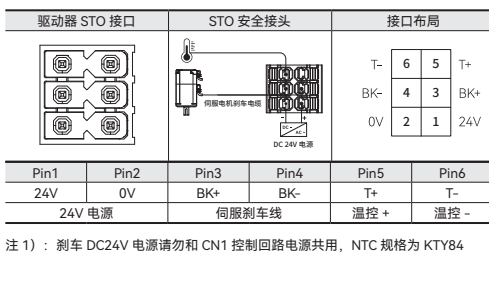 驱动器 STO 接口 STO 安全接头 接口布局
伺服电机刹车电缆
DC -
AC ~
DC 24V 电源
T- 6 5 T+
BK- 4 3 BK+
0V 2 1 24V
Pin1 Pin2 Pin3 Pin4 Pin5 Pin6
24V 0V BK+ BK- T+ T-
24V 电源 伺服刹车线 温控 + 温控 -
注 1）: 刹车 DC24V 电源请勿和 CN1 控制回路电源共用，NTC 规格为 KTY84